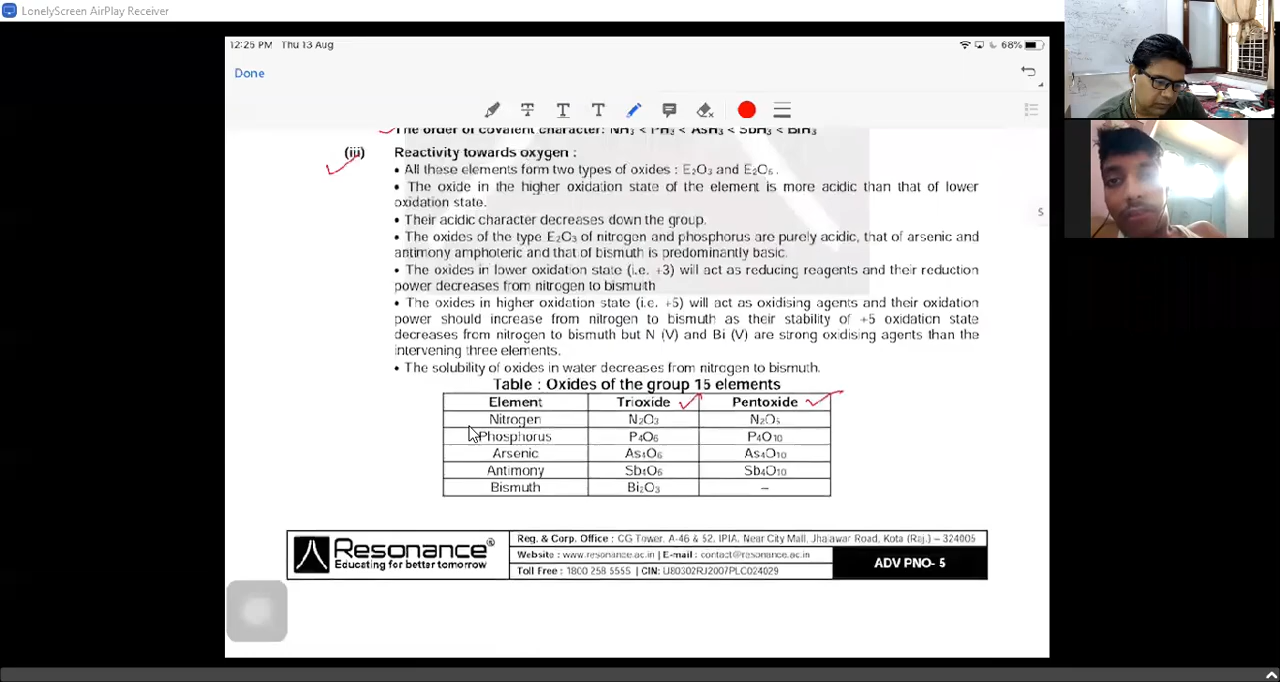 LonelyScreen AirPlay Receiver
12:25 PM Thu 13 Aug
68%
Done
The order of covalent character: NH₃ < PH₃ < AsH₃ < SbH₃ < BiH₃
(iii) Reactivity towards oxygen :
• All these elements form two types of oxides : E₂O₃ and E₂O₅.
• The oxide in the higher oxidation state of the element is more acidic than that of lower
oxidation state.
• Their acidic character decreases down the group.
• The oxides of the type E₂O₃ of nitrogen and phosphorus are purely acidic, that of arsenic and
antimony amphoteric and that of bismuth is predominantly basic.
• The oxides in lower oxidation state (i.e. +3) will act as reducing reagents and their reduction
power decreases from nitrogen to bismuth
• The oxides in higher oxidation state (i.e. +5) will act as oxidising agents and their oxidation
power should increase from nitrogen to bismuth as their stability of +5 oxidation state
decreases from nitrogen to bismuth but N (V) and Bi (V) are strong oxidising agents than the
intervening three elements.
• The solubility of oxides in water decreases from nitrogen to bismuth.
Table : Oxides of the group 15 elements
Element Trioxide Pentoxide
Nitrogen N₂O₃ N₂O₅
Phosphorus P₄O₆ P₄O₁₀
Arsenic As₄O₆ As₄O₁₀
Antimony Sb₄O₆ Sb₄O₁₀
Bismuth Bi₂O₃ –
S
Resonance®
Educating for better tomorrow
Reg. & Corp. Office : CG Tower, A-46 & 52, IPIA, Near City Mall, Jhalawar Road, Kota (Raj.) – 324005
Website : www.resonance.ac.in | E-mail : contact@resonance.ac.in
Toll Free : 1800 258 5555 | CIN: U80302RJ2007PLC024029
ADV PNO- 5